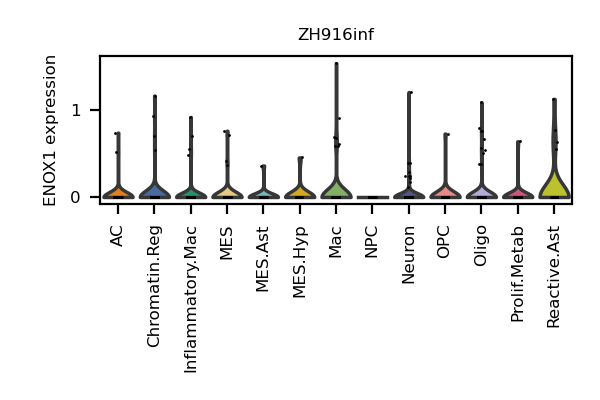 ZH916inf
ENOX1 expression
1
0
AC
Chromatin.Reg
Inflammatory.Mac
MES
MES.Ast
MES.Hyp
Mac
NPC
Neuron
OPC
Oligo
Prolif.Metab
Reactive.Ast